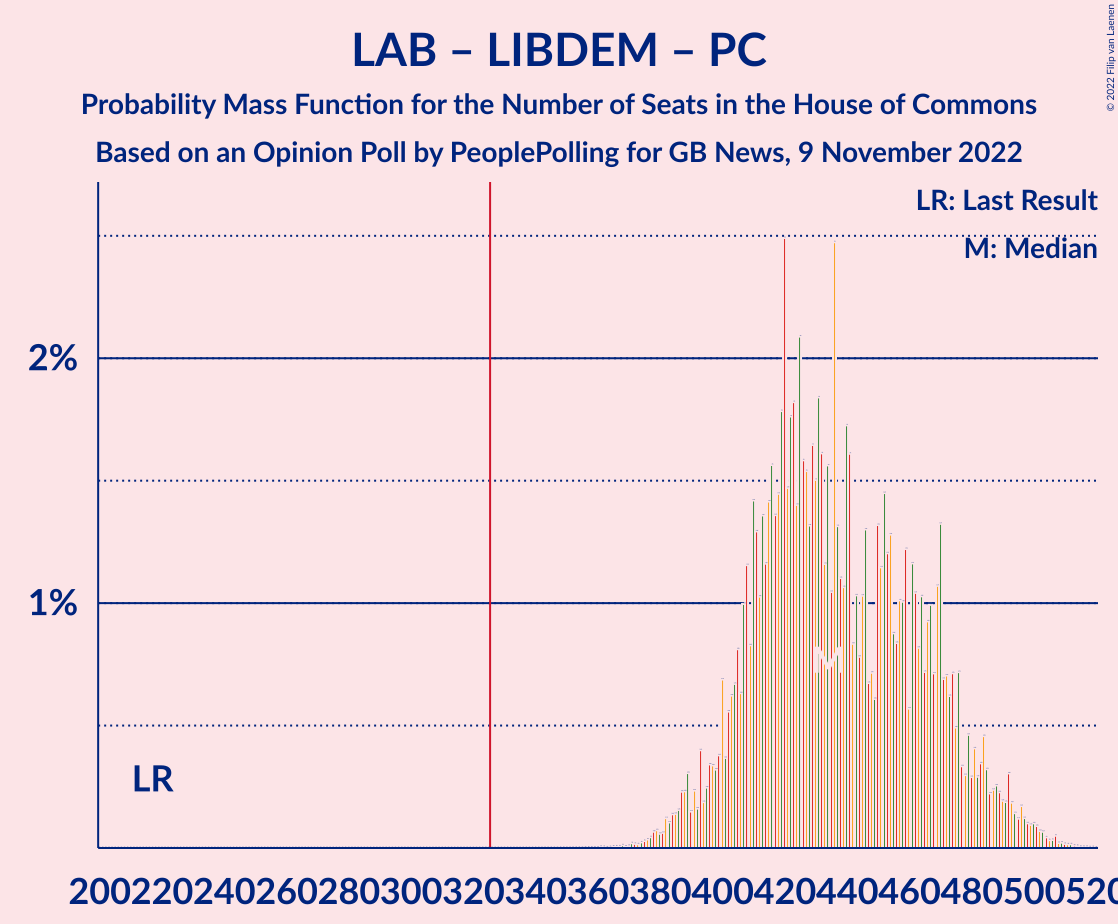 LAB – LIBDEM – PC
Probability Mass Function for the Number of Seats in the House of Commons
Based on an Opinion Poll by PeoplePolling for GB News, 9 November 2022
© 2022 Filip van Laenen
LR: Last Result
M: Median
2%
1%
M
LR
200220240260280300320340360380400420440460480500520